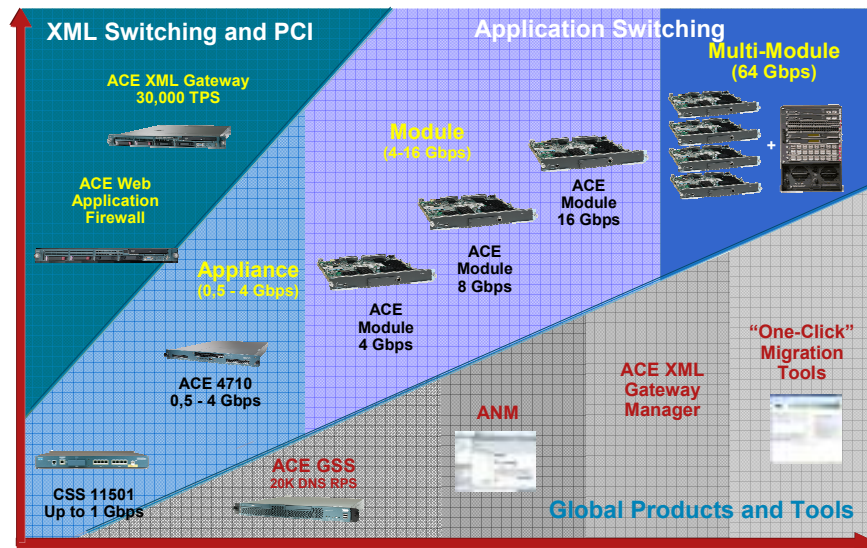 XML Switching and PCI
Application Switching
ACE XML Gateway
30,000 TPS
ACE Web
Application
Firewall
Appliance
(0,5 - 4 Gbps)
ACE 4710
0,5 - 4 Gbps
CSS 11501
Up to 1 Gbps
Module
(4-16 Gbps)
ACE
Module
4 Gbps
ACE
Module
8 Gbps
ACE
Module
16 Gbps
Multi-Module
(64 Gbps)
+
ACE GSS
20K DNS RPS
ANM
ACE XML
Gateway
Manager
“One-Click”
Migration
Tools
Global Products and Tools